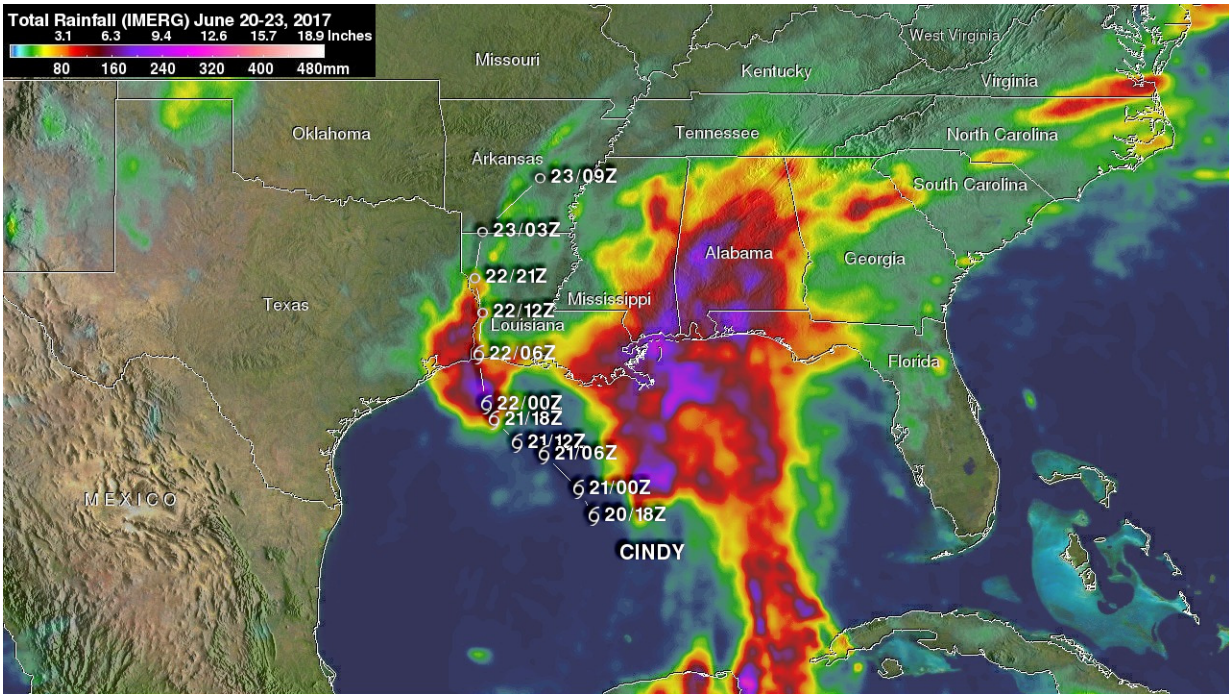 Total Rainfall (IMERG) June 20-23, 2017
3.1 6.3 9.4 12.6 15.7 18.9 Inches
80 160 240 320 400 480mm
West Virginia
Missouri
Kentucky
Virginia
Oklahoma
Tennessee
North Carolina
Arkansas
23/09Z
South Carolina
23/03Z
Alabama
Georgia
22/21Z
Texas
Mississippi
22/12Z
Louisiana
22/06Z
Florida
22/00Z
21/18Z
21/12Z
21/06Z
21/00Z
MEXICO
20/18Z
CINDY